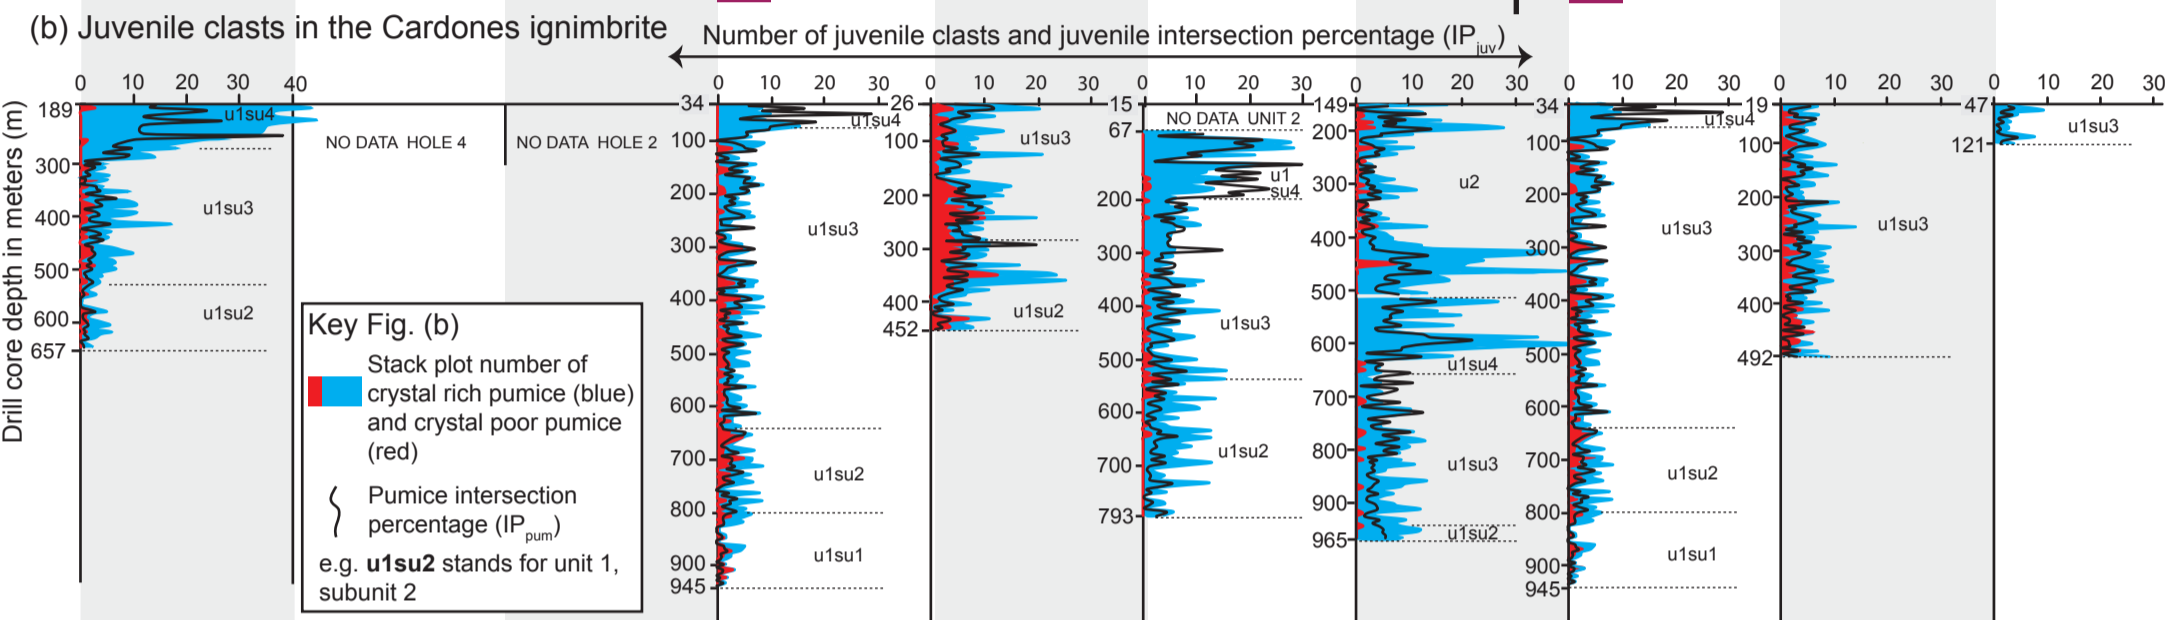 (b) Juvenile clasts in the Cardones ignimbrite
Number of juvenile clasts and juvenile intersection percentage (IPjuv)
0 10 20 30 40
0 10 20 30
0 10 20 30
0 10 20 30
0 10 20 30
0 10 20 30
0 10 20 30
0 10 20 30
Drill core depth in meters (m)
189
300
400
500
600
657
u1su4
u1su3
u1su2
NO DATA HOLE 4
NO DATA HOLE 2
Key Fig. (b)
Stack plot number of
crystal rich pumice (blue)
and crystal poor pumice
(red)
Pumice intersection
percentage (IPpum)
e.g. u1su2 stands for unit 1,
subunit 2
34
100
200
300
400
500
600
700
800
900
945
u1su4
u1su3
u1su2
u1su1
26
100
200
300
400
452
u1su3
u1su2
15
67
200
300
400
500
600
700
793
NO DATA UNIT 2
u1
su4
u1su3
u1su2
149
200
300
400
500
600
700
800
900
965
u2
u1su4
u1su3
u1su2
34
100
200
300
400
500
600
700
800
900
945
u1su4
u1su3
u1su2
u1su1
19
100
200
300
400
492
u1su3
47
121
u1su3